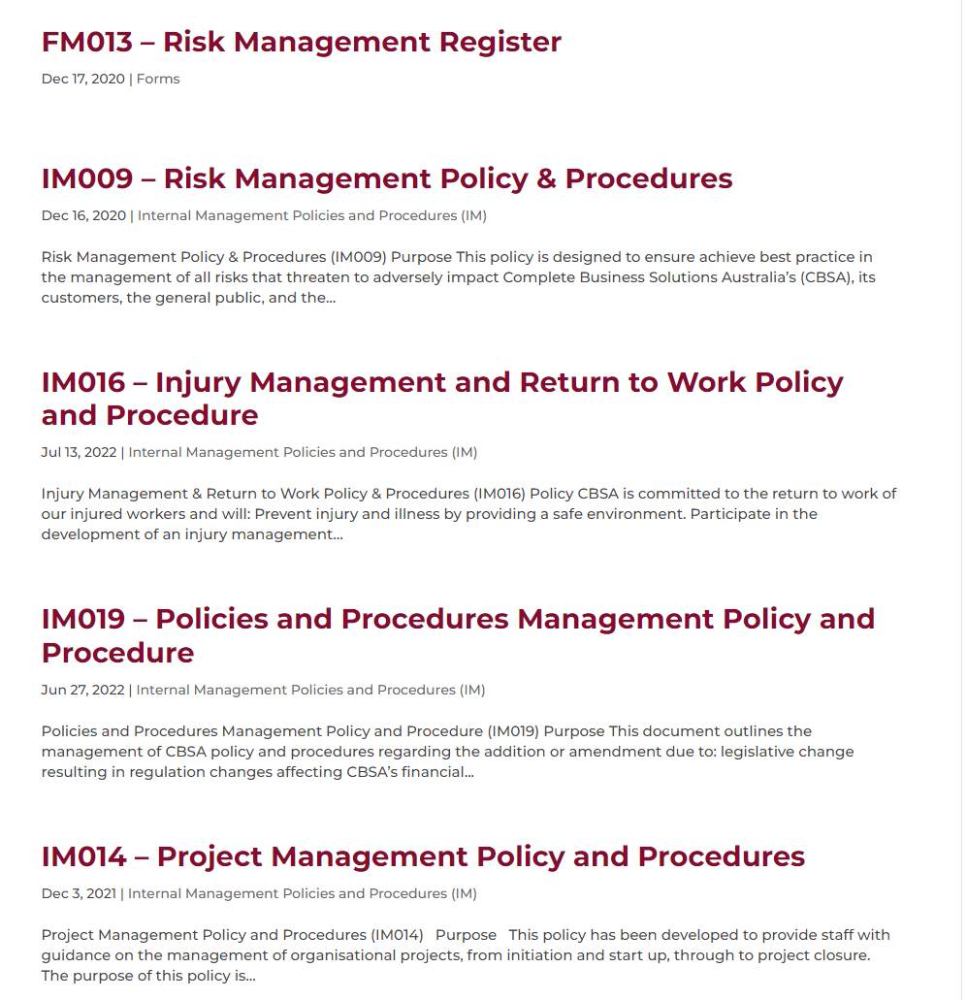 FM013 – Risk Management Register
Dec 17, 2020 | Forms
IM009 – Risk Management Policy & Procedures
Dec 16, 2020 | Internal Management Policies and Procedures (IM)
Risk Management Policy & Procedures (IM009) Purpose This policy is designed to ensure achieve best practice in
the management of all risks that threaten to adversely impact Complete Business Solutions Australia’s (CBSA), its
customers, the general public, and the...
IM016 – Injury Management and Return to Work Policy
and Procedure
Jul 13, 2022 | Internal Management Policies and Procedures (IM)
Injury Management & Return to Work Policy & Procedures (IM016) Policy CBSA is committed to the return to work of
our injured workers and will: Prevent injury and illness by providing a safe environment. Participate in the
development of an injury management...
IM019 – Policies and Procedures Management Policy and
Procedure
Jun 27, 2022 | Internal Management Policies and Procedures (IM)
Policies and Procedures Management Policy and Procedure (IM019) Purpose This document outlines the
management of CBSA policy and procedures regarding the addition or amendment due to: legislative change
resulting in regulation changes affecting CBSA’s financial...
IM014 – Project Management Policy and Procedures
Dec 3, 2021 | Internal Management Policies and Procedures (IM)
Project Management Policy and Procedures (IM014)   Purpose   This policy has been developed to provide staff with
guidance on the management of organisational projects, from initiation and start up, through to project closure.
The purpose of this policy is...